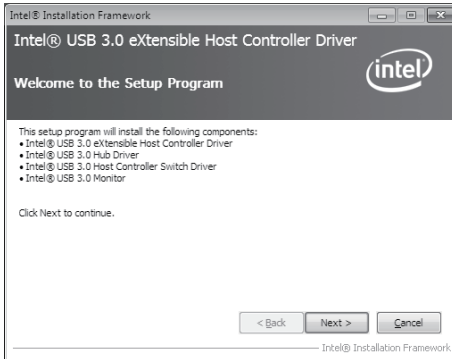 Intel® Installation Framework
Intel® USB 3.0 eXtensible Host Controller Driver
intel
Welcome to the Setup Program
This setup program will install the following components:
• Intel® USB 3.0 eXtensible Host Controller Driver
• Intel® USB 3.0 Hub Driver
• Intel® USB 3.0 Host Controller Switch Driver
• Intel® USB 3.0 Monitor
Click Next to continue.
< Back Next > Cancel
Intel® Installation Framework